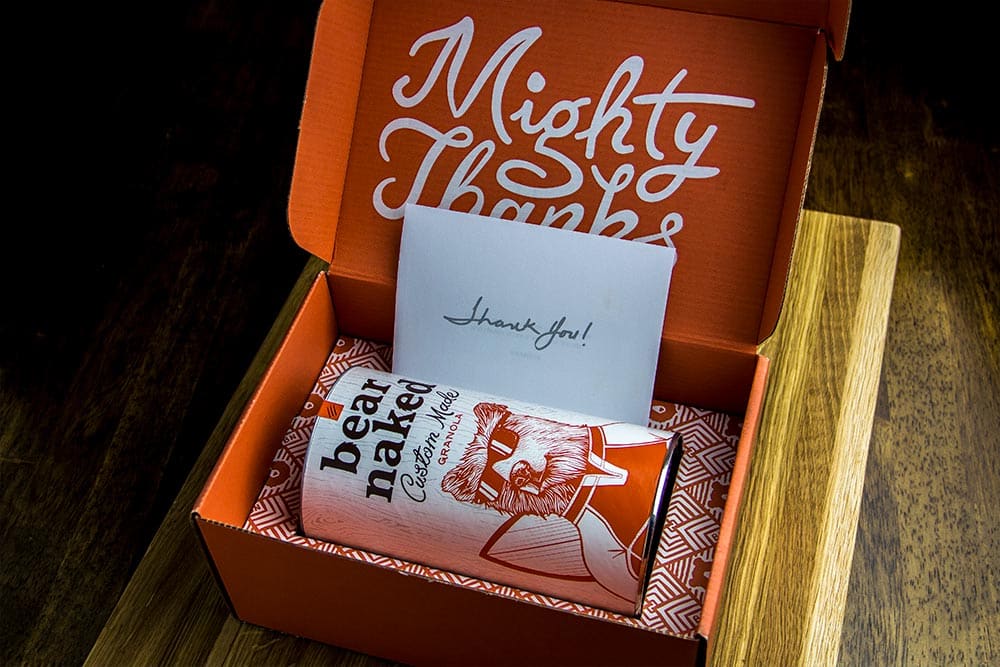 Mighty
Thanks
Thank You!
bear
naked
Custom Made
GRANOLA